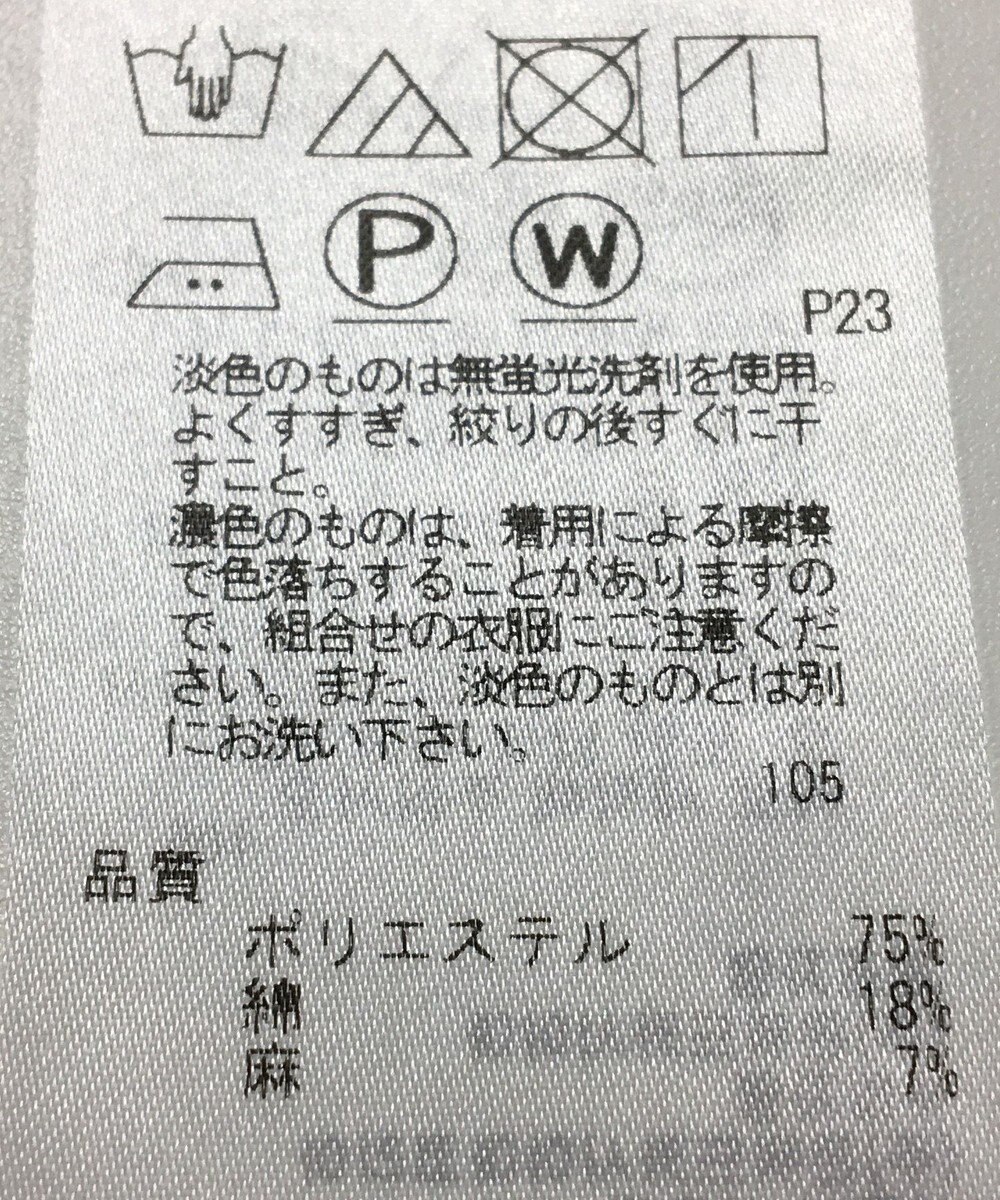 P W
P23
淡色のものは無蛍光洗剤を使用。
よくすすぎ、絞りの後すぐに干
すこと。
濃色のものは、着用による摩擦
で色落ちすることがありますの
で、組合せの衣服にご注意くだ
さい。また、淡色のものとは別
にお洗い下さい。
105
品質
ポリエステル 75%
綿 18%
麻 7%